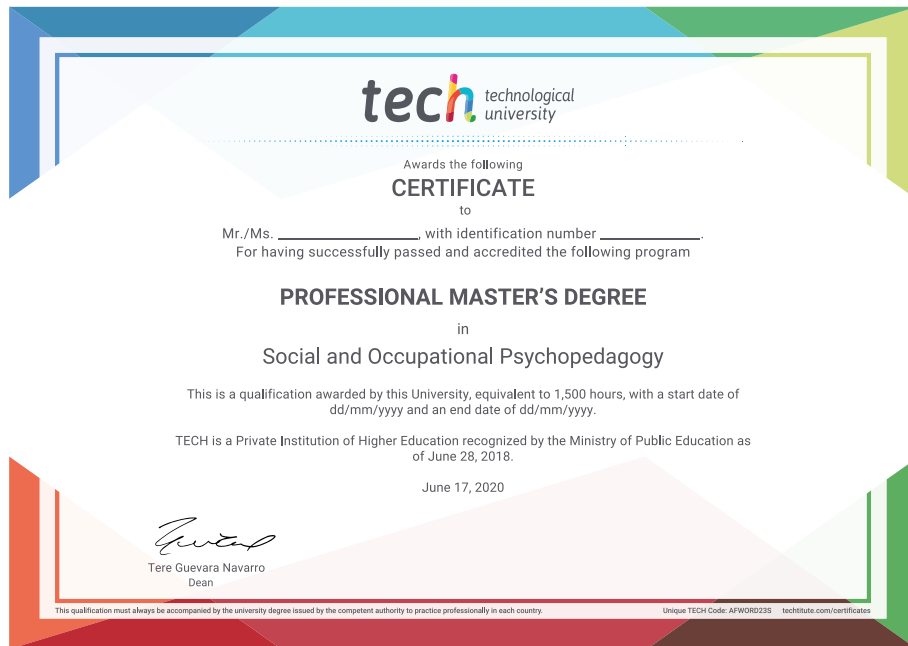 tech technological
university
Awards the following
CERTIFICATE
to
Mr./Ms. ____________________, with identification number ______________.
For having successfully passed and accredited the following program
PROFESSIONAL MASTER'S DEGREE
in
Social and Occupational Psychopedagogy
This is a qualification awarded by this University, equivalent to 1,500 hours, with a start date of
dd/mm/yyyy and an end date of dd/mm/yyyy.
TECH is a Private Institution of Higher Education recognized by the Ministry of Public Education as
of June 28, 2018.
June 17, 2020
Tere Guevara Navarro
Dean
This qualification must always be accompanied by the university degree issued by the competent authority to practice professionally in each country. Unique TECH Code: AFWORD23S techtitute.com/certificates